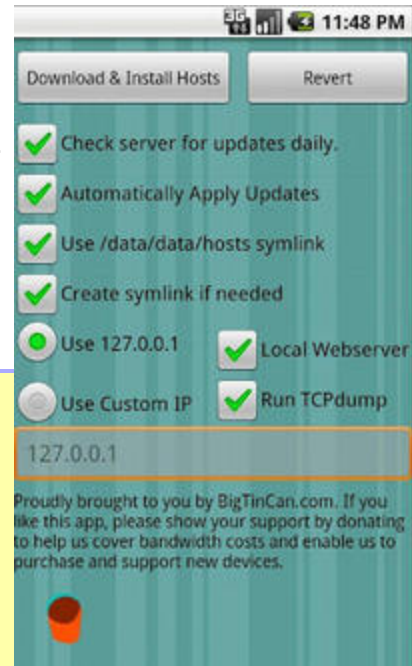 3G 11:48 PM
Download & Install Hosts Revert
Check server for updates daily.
Automatically Apply Updates
Use /data/data/hosts symlink
Create symlink if needed
Use 127.0.0.1 Local Webserver
Use Custom IP Run TCPdump
127.0.0.1
Proudly brought to you by BigTinCan.com. If you
like this app, please show your support by donating
to help us cover bandwidth costs and enable us to
purchase and support new devices.